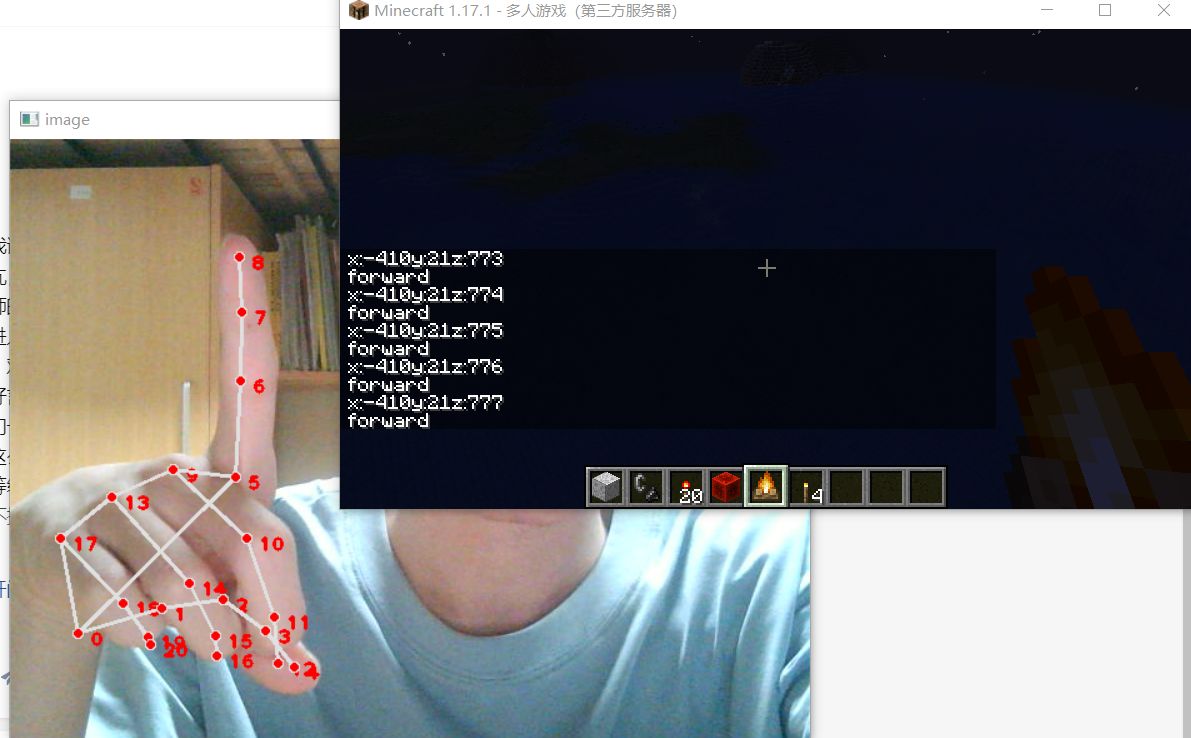 Minecraft 1.17.1 - 多人游戏（第三方服务器）
image
x:-410y:21z:773
forward
x:-410y:21z:774
forward
x:-410y:21z:775
forward
x:-410y:21z:776
forward
x:-410y:21z:777
forward
20
4
8
7
6
5
9
13
17
10
14
2
1
11
0
15
3
19
20
16